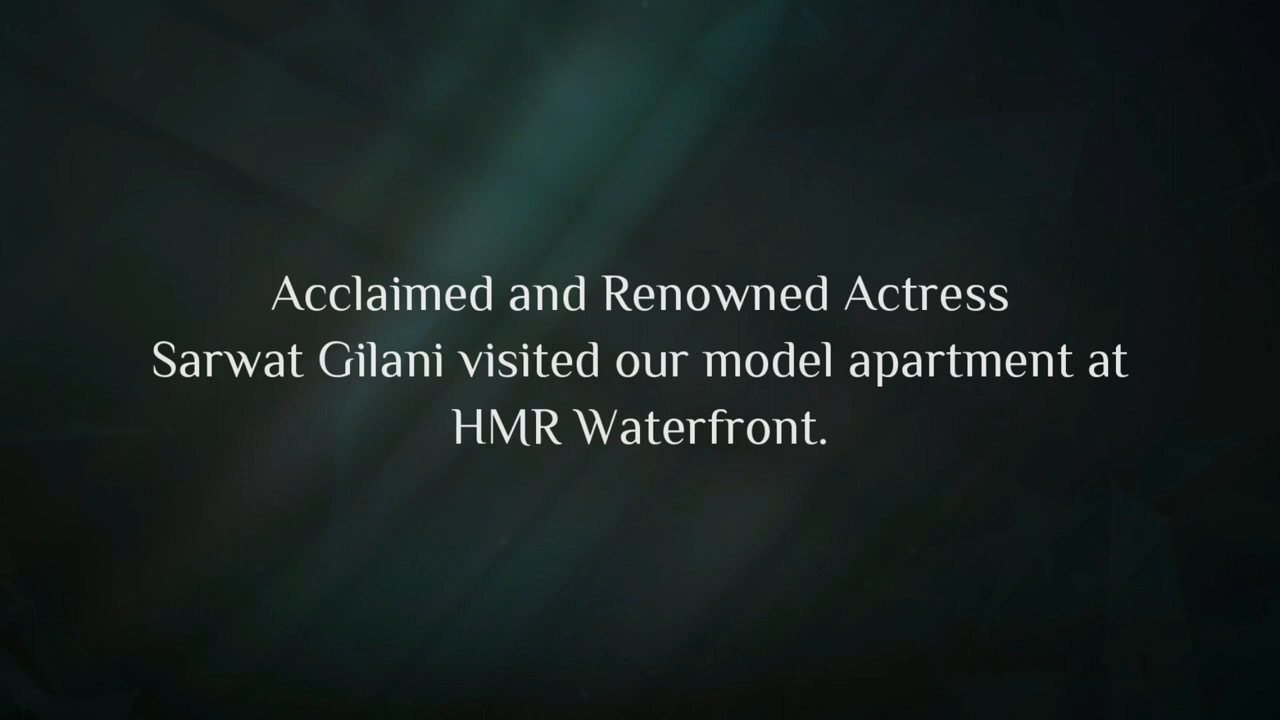 Acclaimed and Renowned Actress
Sarwat Gilani visited our model apartment at
HMR Waterfront.